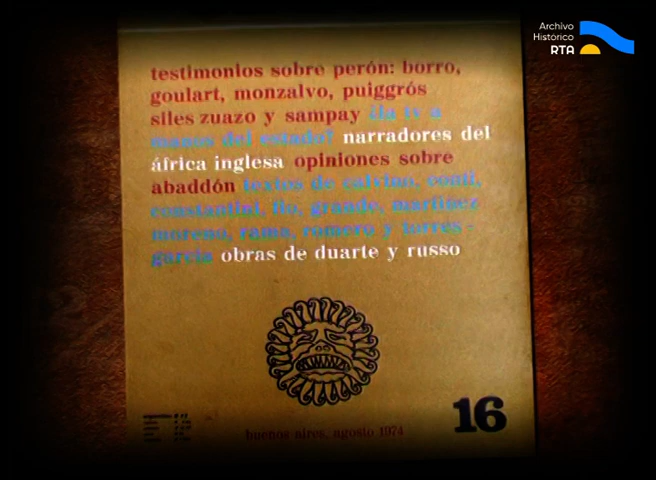 Archivo
Histórico
RTA
testimonios sobre perón: borro,
goulart, monzalvo, puiggrós
siles zuazo y sampay ¿la tv a
manos del estado? narradores del
áfrica inglesa opiniones sobre
abaddón textos de calvino, conti,
constantini, fio, grande, martínez
moreno, rama, romero y torres-
garcía obras de duarte y russo
buenos aires, agosto 1974
16